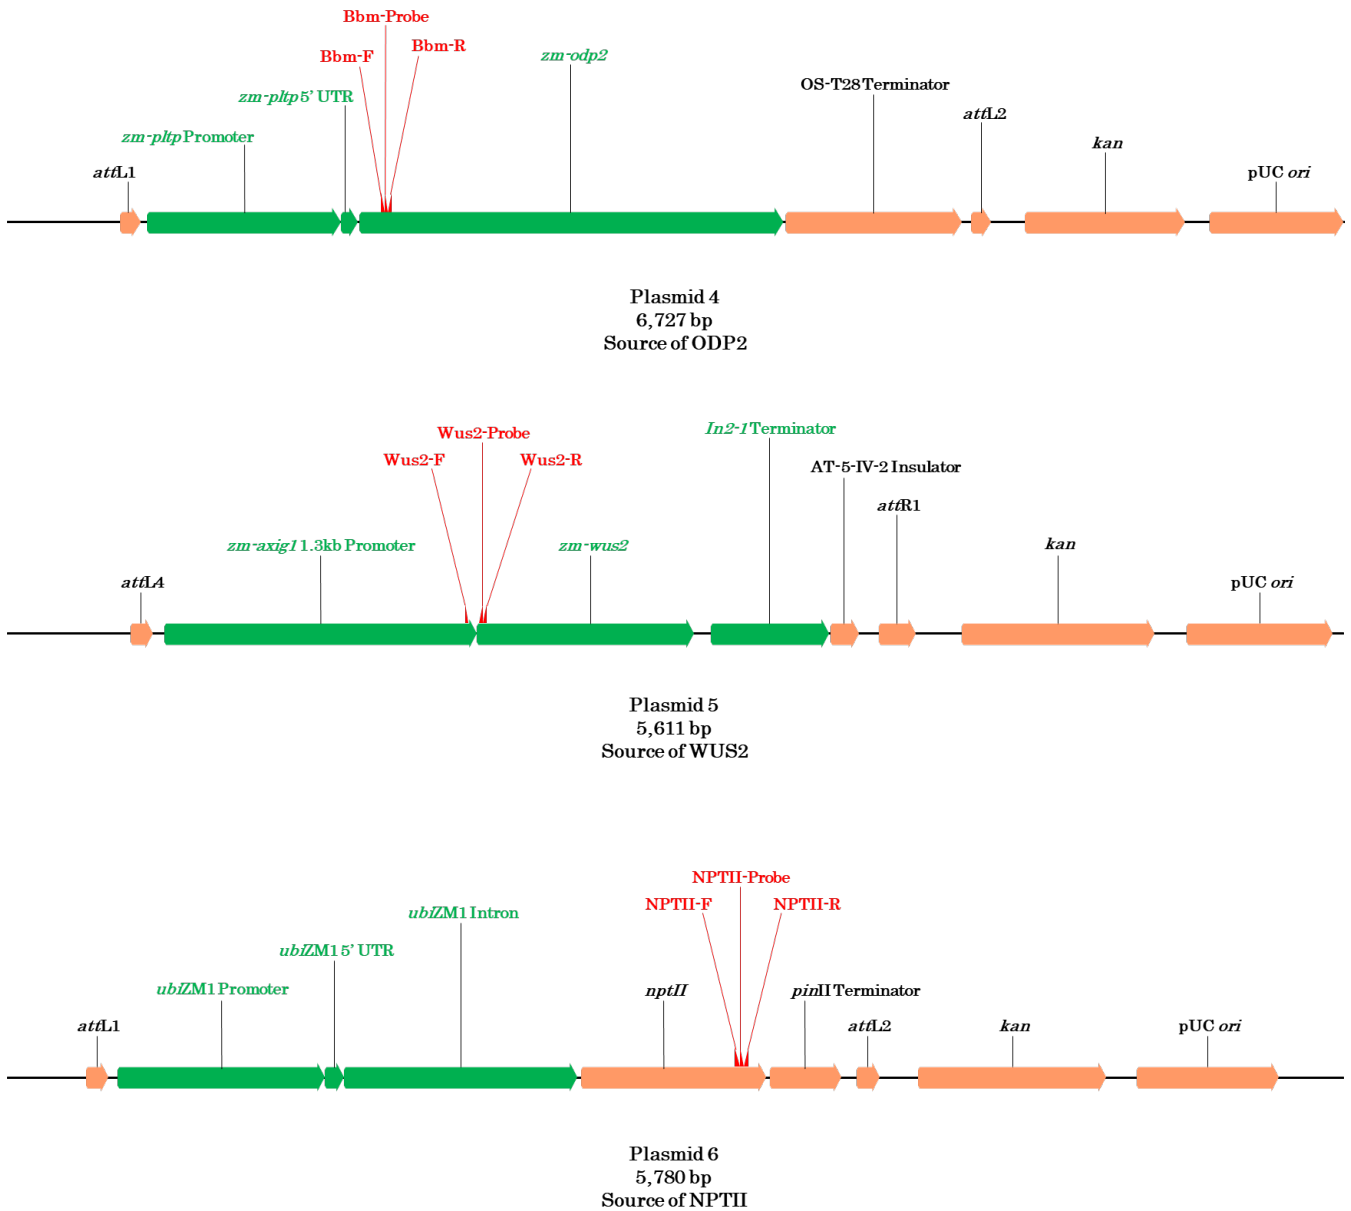 Bbm-Probe
Bbm-F
Bbm-R
zm-odp2
zm-pltp 5’ UTR
OS-T28 Terminator
attL2
zm-pltp Promoter
kan
attL1
pUC ori
Plasmid 4
6,727 bp
Source of ODP2
Wus2-Probe
In2-1 Terminator
Wus2-F
Wus2-R
AT-5-IV-2 Insulator
attR1
zm-axig1 1.3kb Promoter
zm-wus2
kan
attL4
pUC ori
Plasmid 5
5,611 bp
Source of WUS2
NPTII-Probe
NPTII-F
NPTII-R
ubiZM1 Intron
ubiZM1 5’ UTR
ubiZM1 Promoter
nptII
pinII Terminator
attL1
attL2
kan
pUC ori
Plasmid 6
5,780 bp
Source of NPTII